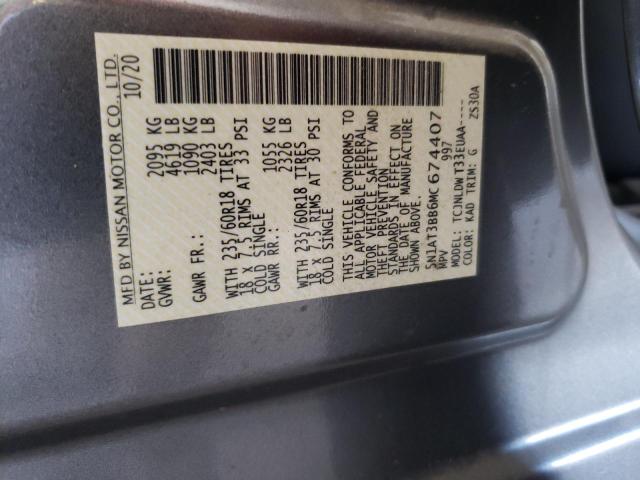 MFD BY NISSAN MOTOR CO., LTD.
DATE: 10/20
GVWR: 2095 KG
4619 LB
GAWR FR: 1090 KG
2403 LB
WITH 235/60R18 TIRES
18 X 7.5 RIMS AT 33 PSI
COLD SINGLE
GAWR RR: 1055 KG
2326 LB
WITH 235/60R18 TIRES
18 X 7.5 RIMS AT 30 PSI
COLD SINGLE
THIS VEHICLE CONFORMS TO
ALL APPLICABLE FEDERAL
MOTOR VEHICLE SAFETY AND
THEFT PREVENTION
STANDARDS IN EFFECT ON
THE DATE OF MANUFACTURE
SHOWN ABOVE.
5N1AT3BB6MC674407
MPV 997
MODEL: TCJNLDWT33EUAA----
COLOR: KAD TRIM: G ZS30A